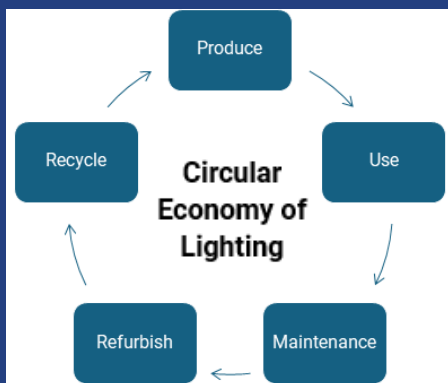 Produce
Recycle
Use
Circular
Economy of
Lighting
Refurbish
Maintenance